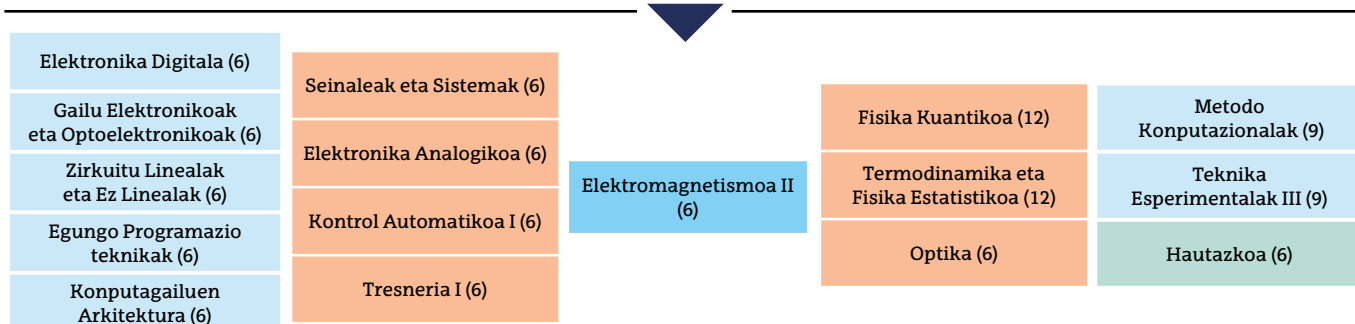 Elektronika Digitala (6)
Gailu Elektronikoak
eta Optoelektronikoak (6)
Zirkuitu Linealak
eta Ez Linealak (6)
Egungo Programazio
teknikak (6)
Konputagailuen
Arkitektura (6)
Seinaleak eta Sistemak (6)
Elektronika Analogikoa (6)
Kontrol Automatikoa I (6)
Tresneria I (6)
Elektromagnetismoa II
(6)
Fisika Kuantikoa (12)
Termodinamika eta
Fisika Estatistikoa (12)
Optika (6)
Metodo
Konputazionalak (9)
Teknika
Esperimentalak III (9)
Hautazkoa (6)